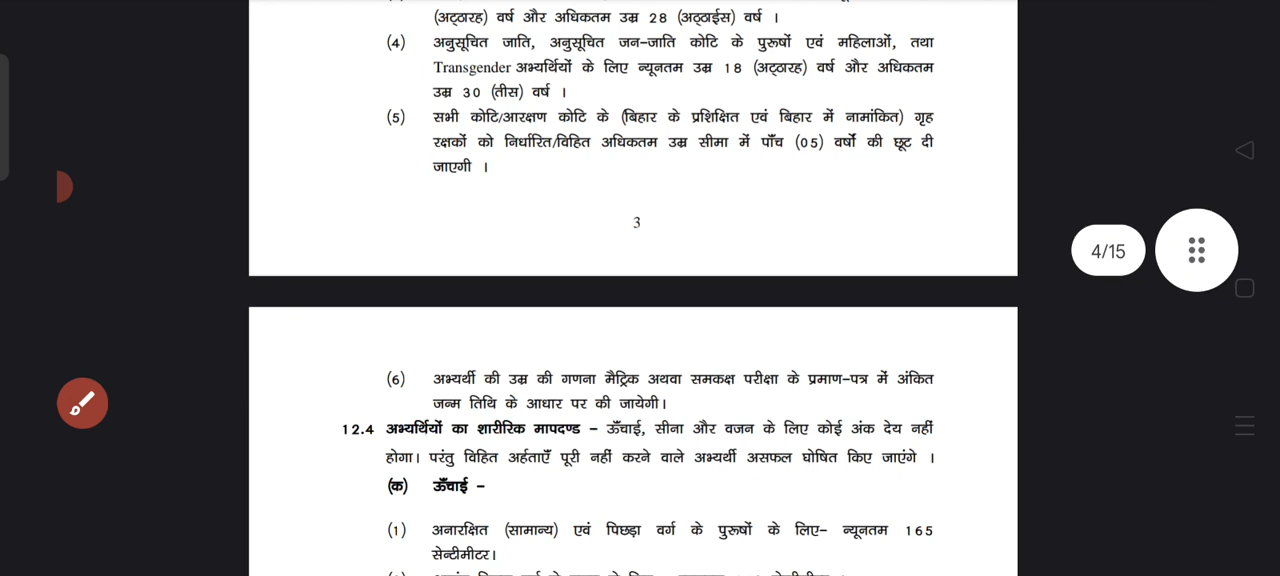 (अट्ठारह) वर्ष और अधिकतम उम्र 28 (अट्ठाईस) वर्ष ।
(4) अनुसूचित जाति, अनुसूचित जन-जाति कोटि के पुरूषों एवं महिलाओं, तथा
Transgender अभ्यर्थियों के लिए न्यूनतम उम्र 18 (अट्ठारह) वर्ष और अधिकतम
उम्र 30 (तीस) वर्ष ।
(5) सभी कोटि/आरक्षण कोटि के (बिहार के प्रशिक्षित एवं बिहार में नामांकित) गृह
रक्षकों को निर्धारित/विहित अधिकतम उम्र सीमा में पाँच (05) वर्षों की छूट दी
जाएगी ।
3
4/15
(6) अभ्यर्थी की उम्र की गणना मैट्रिक अथवा समकक्ष परीक्षा के प्रमाण-पत्र में अंकित
जन्म तिथि के आधार पर की जायेगी।
12.4 अभ्यर्थियों का शारीरिक मापदण्ड - ऊँचाई, सीना और वजन के लिए कोई अंक देय नहीं
होगा। परंतु विहित अर्हताएँ पूरी नहीं करने वाले अभ्यर्थी असफल घोषित किए जाएंगे ।
(क) ऊँचाई -
(1) अनारक्षित (सामान्य) एवं पिछड़ा वर्ग के पुरूषों के लिए- न्यूनतम 165
सेन्टीमीटर।